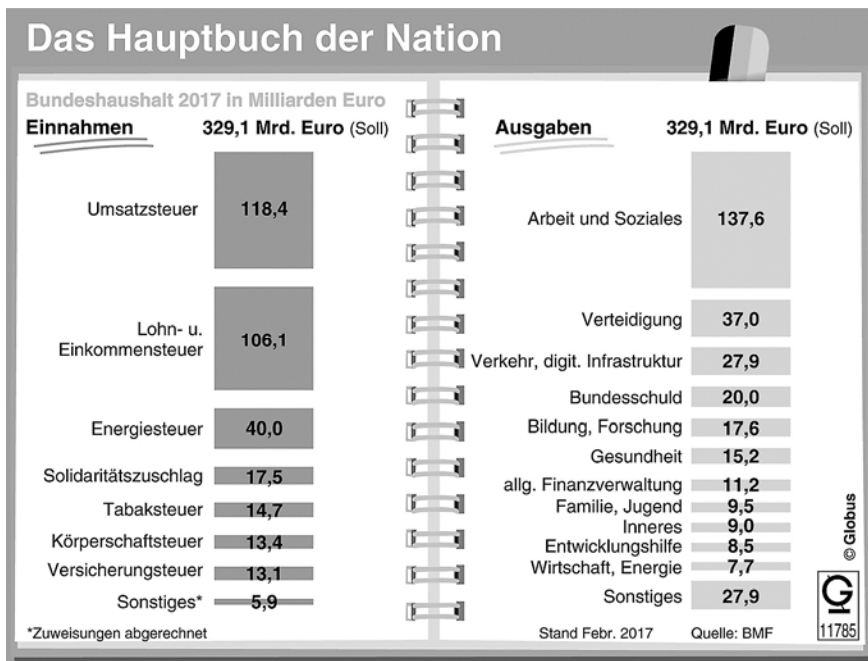 Das Hauptbuch der Nation
Bundeshaushalt 2017 in Milliarden Euro
Einnahmen 329,1 Mrd. Euro (Soll)
Umsatzsteuer 118,4
Lohn- u.
Einkommensteuer 106,1
Energiesteuer 40,0
Solidaritätszuschlag 17,5
Tabaksteuer 14,7
Körperschaftsteuer 13,4
Versicherungsteuer 13,1
Sonstiges* 5,9
*Zuweisungen abgerechnet
Ausgaben 329,1 Mrd. Euro (Soll)
Arbeit und Soziales 137,6
Verteidigung 37,0
Verkehr, digit. Infrastruktur 27,9
Bundesschuld 20,0
Bildung, Forschung 17,6
Gesundheit 15,2
allg. Finanzverwaltung 11,2
Familie, Jugend 9,5
Inneres 9,0
Entwicklungshilfe 8,5
Wirtschaft, Energie 7,7
Sonstiges 27,9
Stand Febr. 2017 Quelle: BMF
© Globus
G
11785